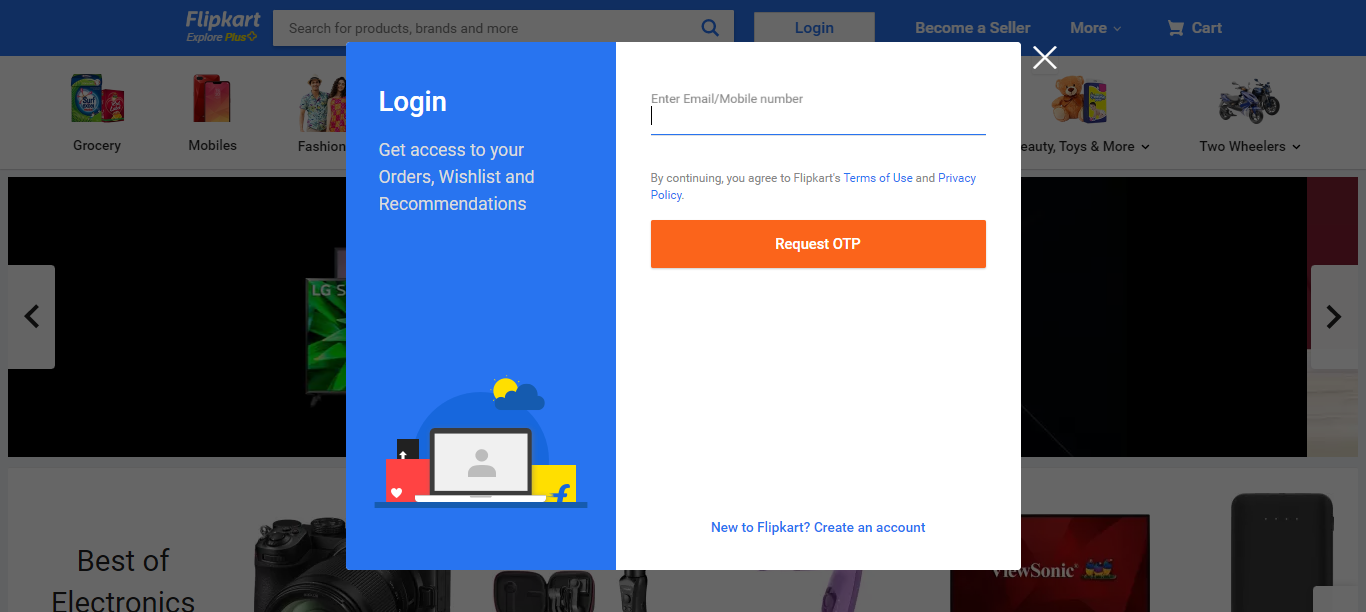 Flipkart
Explore Plus
Search for products, brands and more
Login
Become a Seller
More
Cart
Grocery
Mobiles
Fashion
eauty, Toys & More
Two Wheelers
Login
Get access to your
Orders, Wishlist and
Recommendations
Enter Email/Mobile number
By continuing, you agree to Flipkart's Terms of Use and Privacy
Policy.
Request OTP
New to Flipkart? Create an account
LG S
Best of
Electronics
ViewSonic